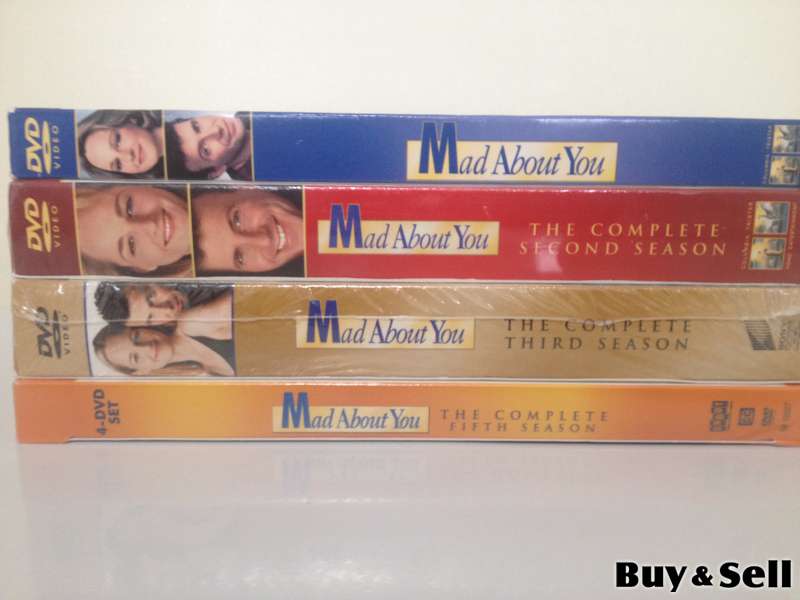 DVD
VIDEO
Mad About You
DVD
VIDEO
Mad About You
THE COMPLETE
SECOND SEASON
DVD
VIDEO
Mad About You
THE COMPLETE
THIRD SEASON
4-DVD
SET
Mad About You
THE COMPLETE
FIFTH SEASON
Buy & Sell